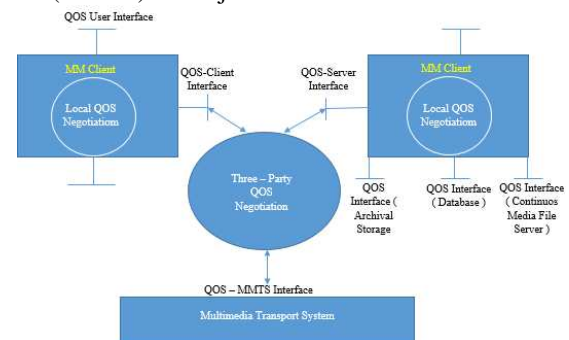 QOS User Interface
MM Client
Local QOS
Negotiatiom
QOS-Client
Interface
QOS-Server
Interface
MM Client
Local QOS
Negotiatiom
Three – Party
QOS
Negotiation
QOS
Interface (
Archival
Storage
QOS Interface
( Database )
QOS Interface
( Continuos
Media File
Server )
QOS – MMTS Interface
Multimedia Transport System